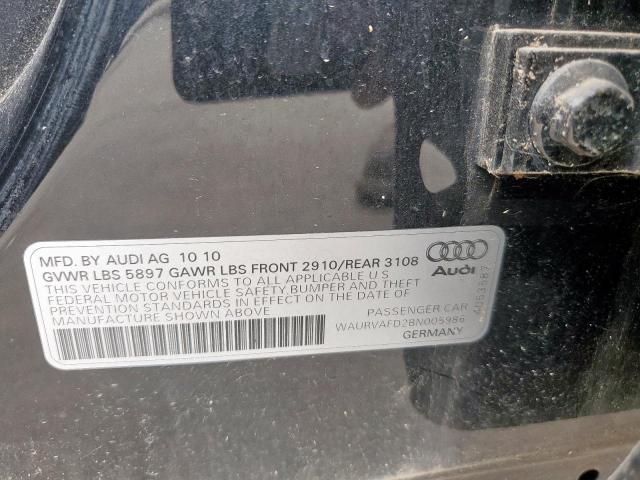 MFD. BY AUDI AG 10 10
GVWR LBS 5897 GAWR LBS FRONT 2910/REAR 3108
THIS VEHICLE CONFORMS TO ALL APPLICABLE U S
FEDERAL MOTOR VEHICLE SAFETY BUMPER AND THEFT
PREVENTION STANDARDS IN EFFECT ON THE DATE OF
MANUFACTURE SHOWN ABOVE
Audi
PASSENGER CAR
WAURVAFD2BN005986
GERMANY
4063587